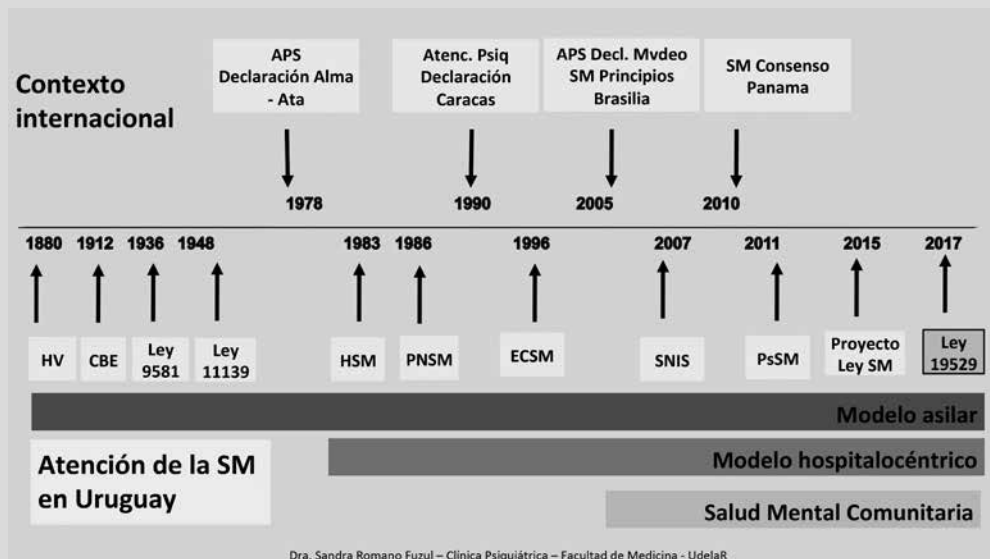 Contexto
internacional
APS
Declaración Alma
- Ata
Atenc. Psiq
Declaración
Caracas
APS Decl. Mvdeo
SM Principios
Brasilia
SM Consenso
Panama
1978
1990
2005
2010
1880
1912
1936
1948
1983
1986
1996
2007
2011
2015
2017
HV
CBE
Ley
9581
Ley
11139
HSM
PNSM
ECSM
SNIS
PsSM
Proyecto
Ley SM
Ley
19529
Modelo asilar
Modelo hospitalocéntrico
Salud Mental Comunitaria
Atención de la SM
en Uruguay
Dra. Sandra Romano Fuzul – Clínica Psiquiátrica – Facultad de Medicina - UdelaR